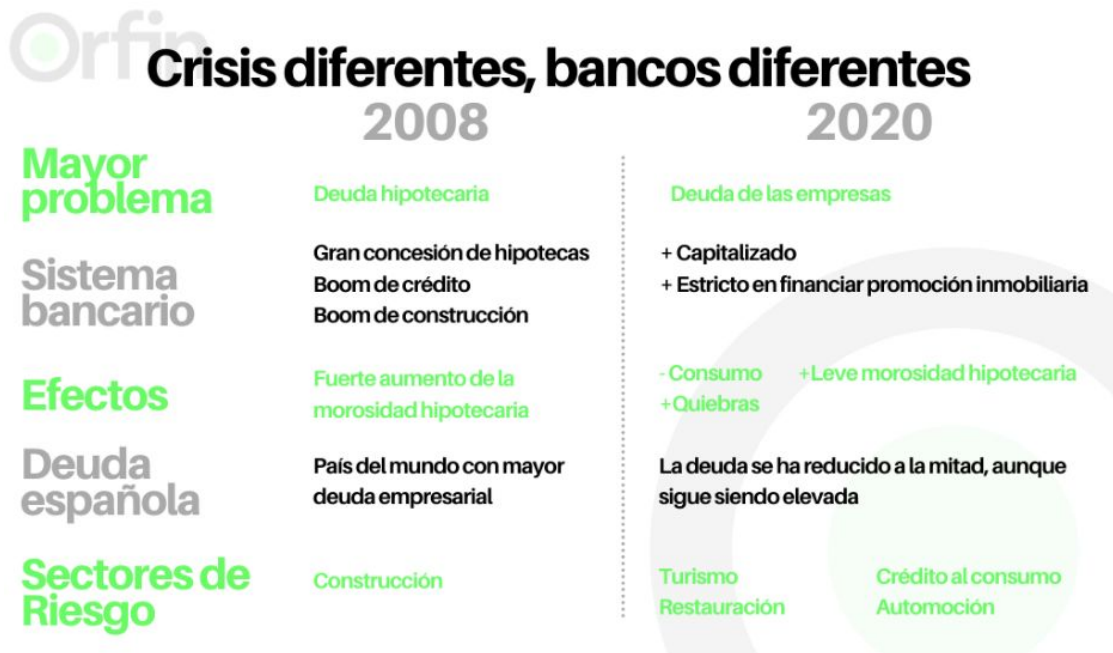 Orfin
Crisis diferentes, bancos diferentes
2008
2020
Mayor
problema
Deuda hipotecaria
Deuda de las empresas
Sistema
bancario
Gran concesión de hipotecas
Boom de crédito
Boom de construcción
+ Capitalizado
+ Estricto en financiar promoción inmobiliaria
Efectos
Fuerte aumento de la
morosidad hipotecaria
- Consumo +Leve morosidad hipotecaria
+Quiebras
Deuda
española
País del mundo con mayor
deuda empresarial
La deuda se ha reducido a la mitad, aunque
sigue siendo elevada
Sectores de
Riesgo
Construcción
Turismo Crédito al consumo
Restauración Automoción